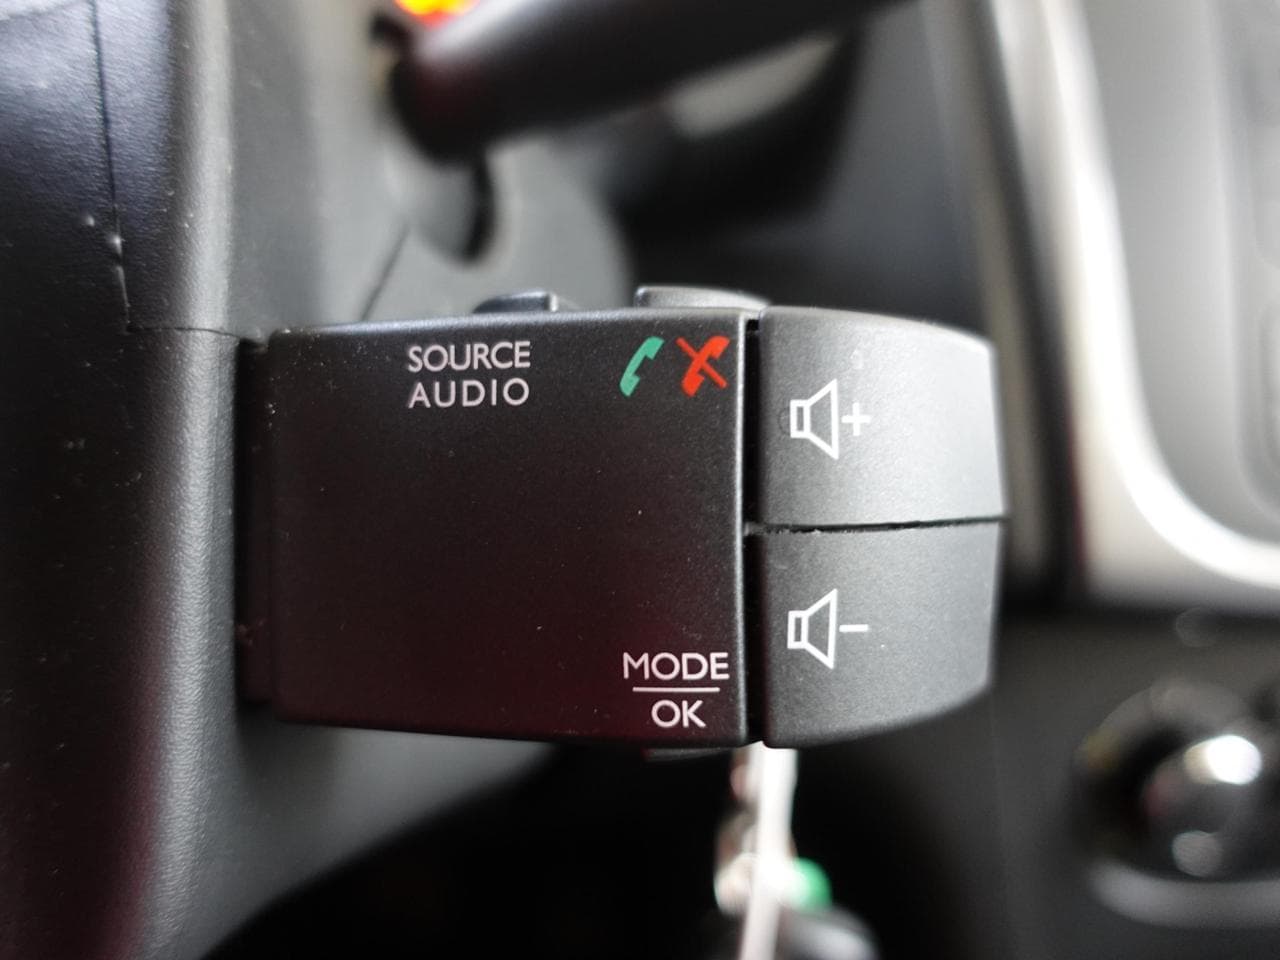 SOURCE
AUDIO
+
-
MODE
OK